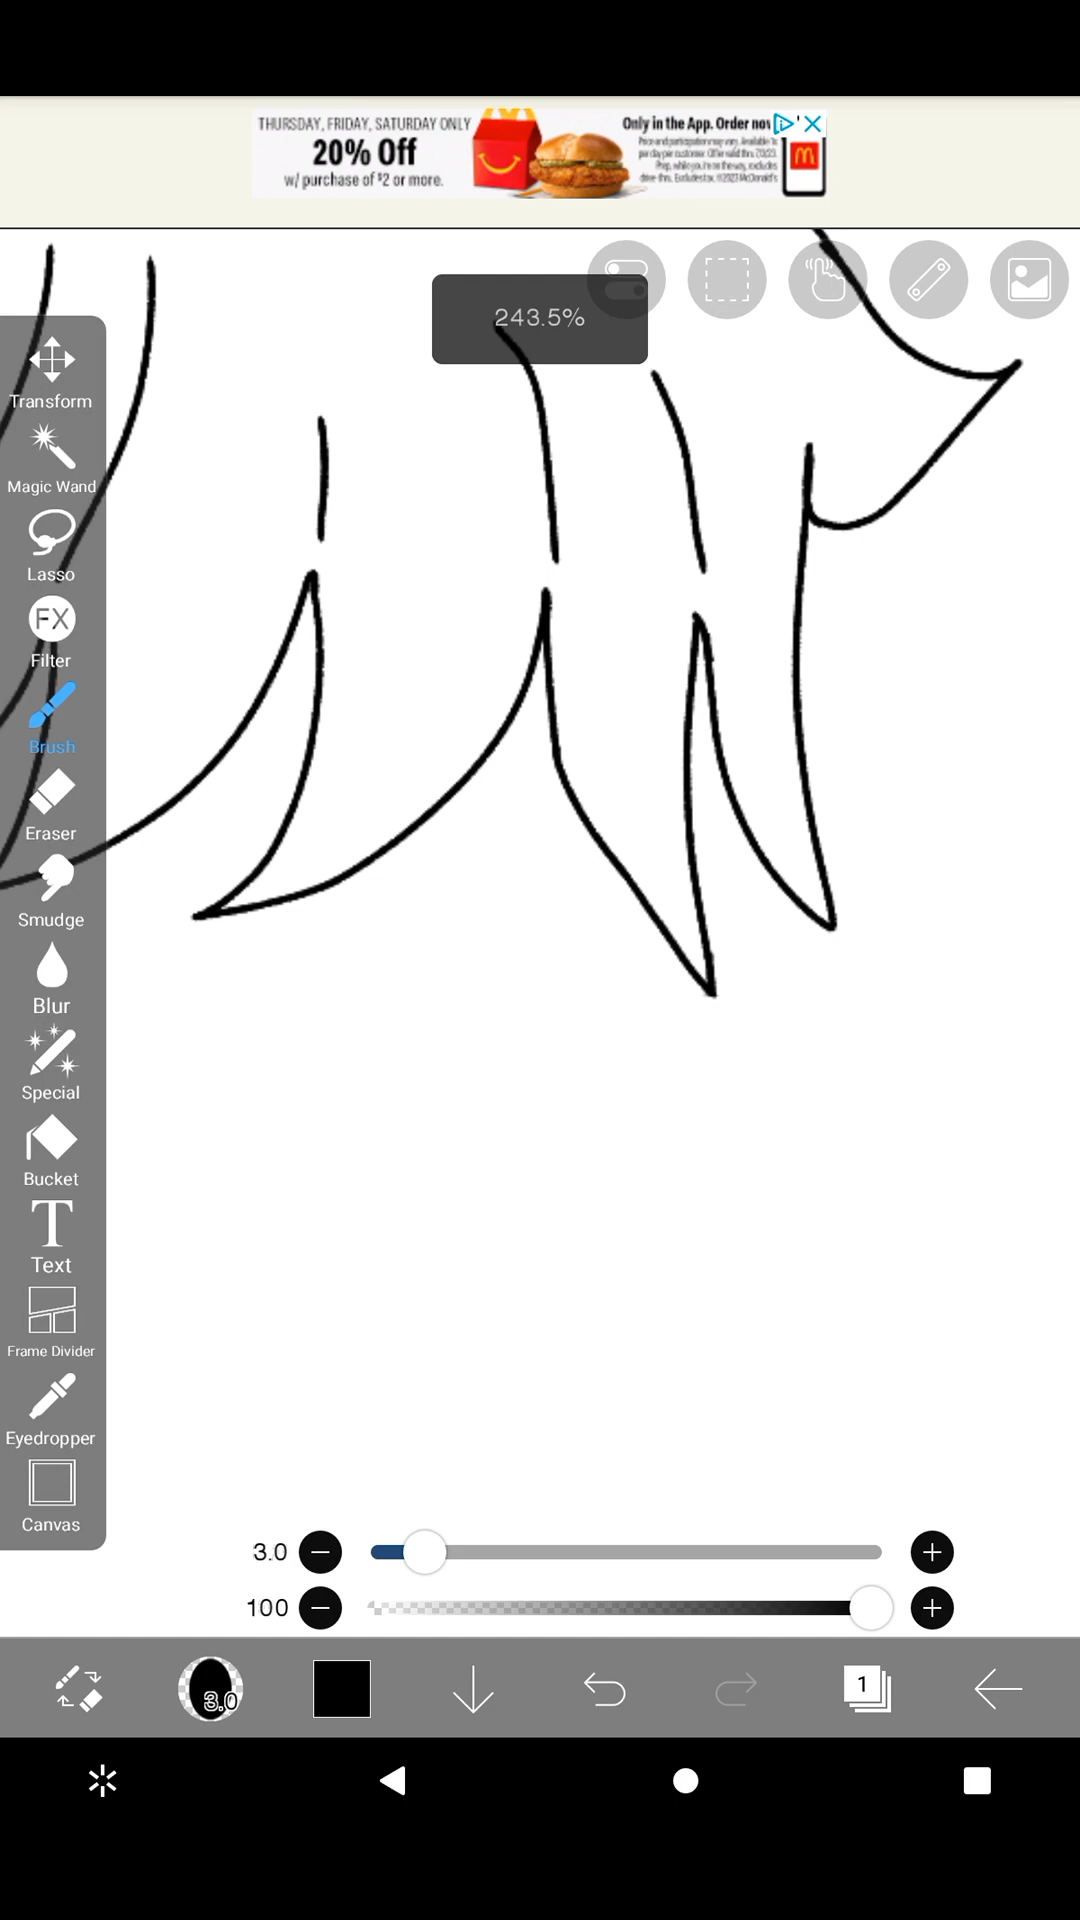 THURSDAY, FRIDAY, SATURDAY ONLY
20% Off
w/ purchase of $2 or more.
Only in the App. Order now
243.5%
Transform
Magic Wand
Lasso
FX
Filter
Brush
Eraser
Smudge
Blur
Special
Bucket
T
Text
Frame Divider
Eyedropper
Canvas
3.0
100
3.0
1